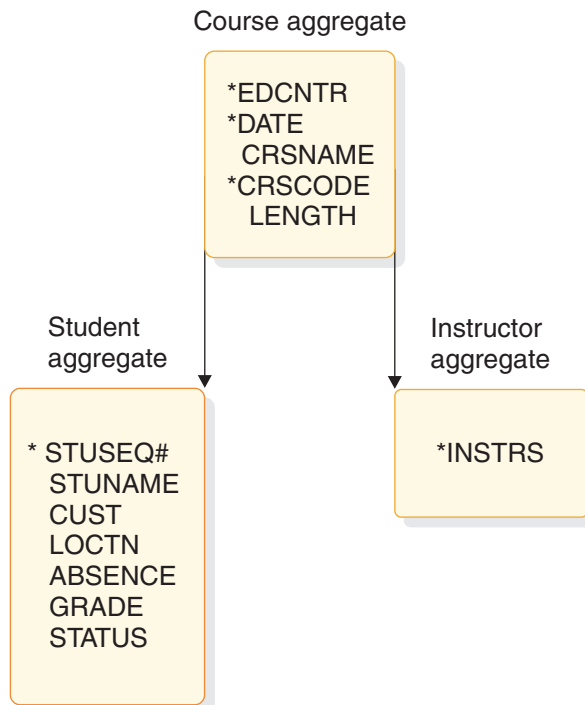 Course aggregate
*EDCNTR
*DATE
CRSNAME
*CRSCODE
LENGTH
Student
aggregate
* STUSEQ#
STUNAME
CUST
LOCTN
ABSENCE
GRADE
STATUS
Instructor
aggregate
*INSTRS